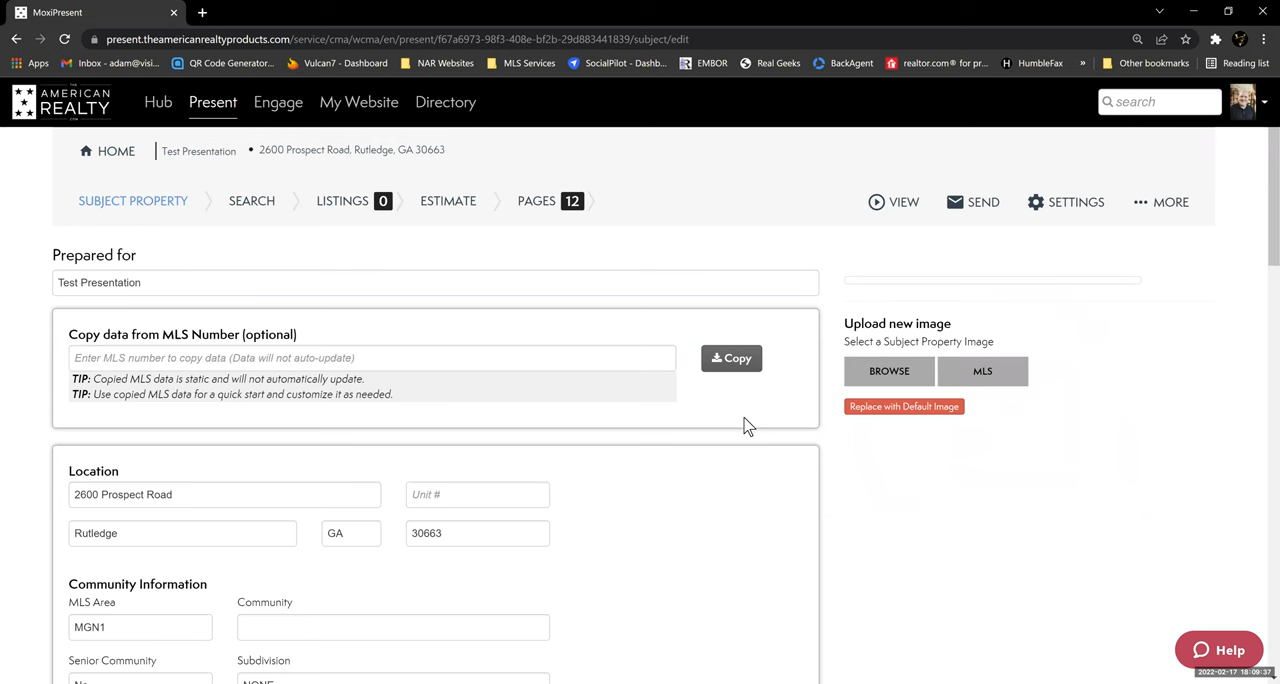 MoxiPresent
present.theamericanrealtyproducts.com/service/cma/wcma/en/present/f67a6973-98f3-408e-bf2b-29d883441839/subject/edit
Apps
Inbox - adam@visi...
QR Code Generator...
Vulcan7 - Dashboard
NAR Websites
MLS Services
SocialPilot - Dashb...
EMBOR
Real Geeks
BackAgent
realtor.com® for pr...
HumbleFax
»
Other bookmarks
Reading list
AMERICAN
REALTY
.COM
Hub
Present
Engage
My Website
Directory
search
HOME
Test Presentation
• 2600 Prospect Road, Rutledge, GA 30663
SUBJECT PROPERTY
SEARCH
LISTINGS 0
ESTIMATE
PAGES 12
VIEW
SEND
SETTINGS
••• MORE
Prepared for
Test Presentation
Copy data from MLS Number (optional)
Enter MLS number to copy data (Data will not auto-update)
Copy
TIP: Copied MLS data is static and will not automatically update.
TIP: Use copied MLS data for a quick start and customize it as needed.
Upload new image
Select a Subject Property Image
BROWSE
MLS
Replace with Default Image
Location
2600 Prospect Road
Unit #
Rutledge
GA
30663
Community Information
MLS Area
Community
MGN1
Senior Community
Subdivision
No
NONE
Help
2022-02-17 18:09:37